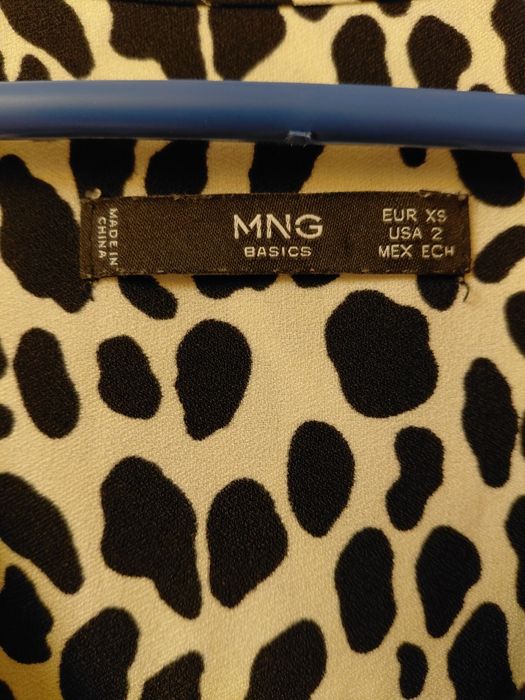 MADE IN
CHINA
MNG
BASICS
EUR XS
USA 2
MEX ECH